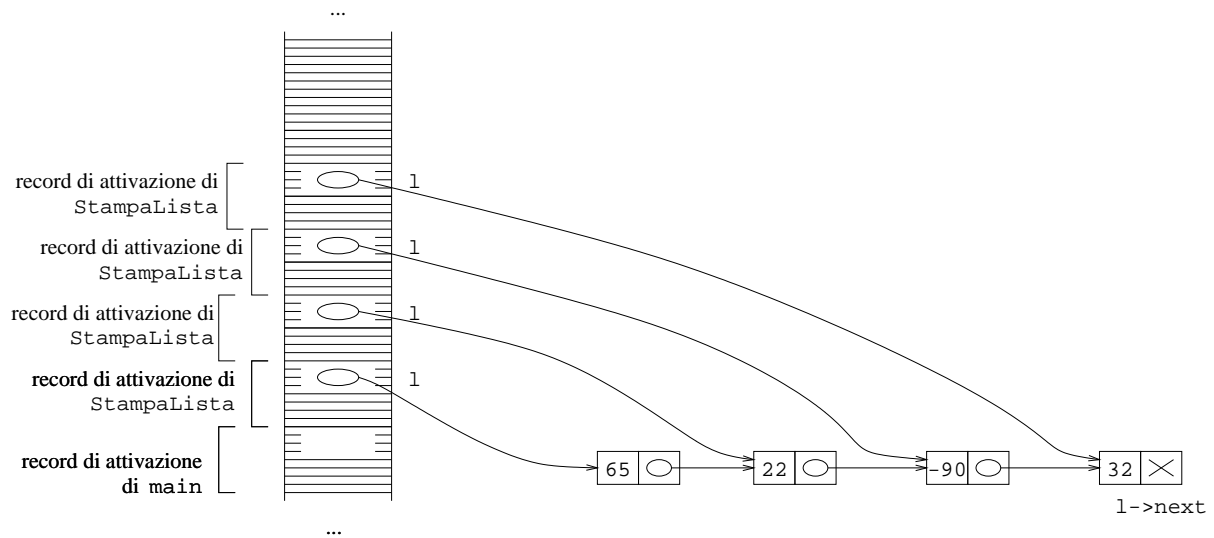 ...
record di attivazione di
StampaLista
l
record di attivazione di
StampaLista
l
record di attivazione di
StampaLista
l
record di attivazione di
StampaLista
l
record di attivazione
di main
65
22
-90
32
l->next
...